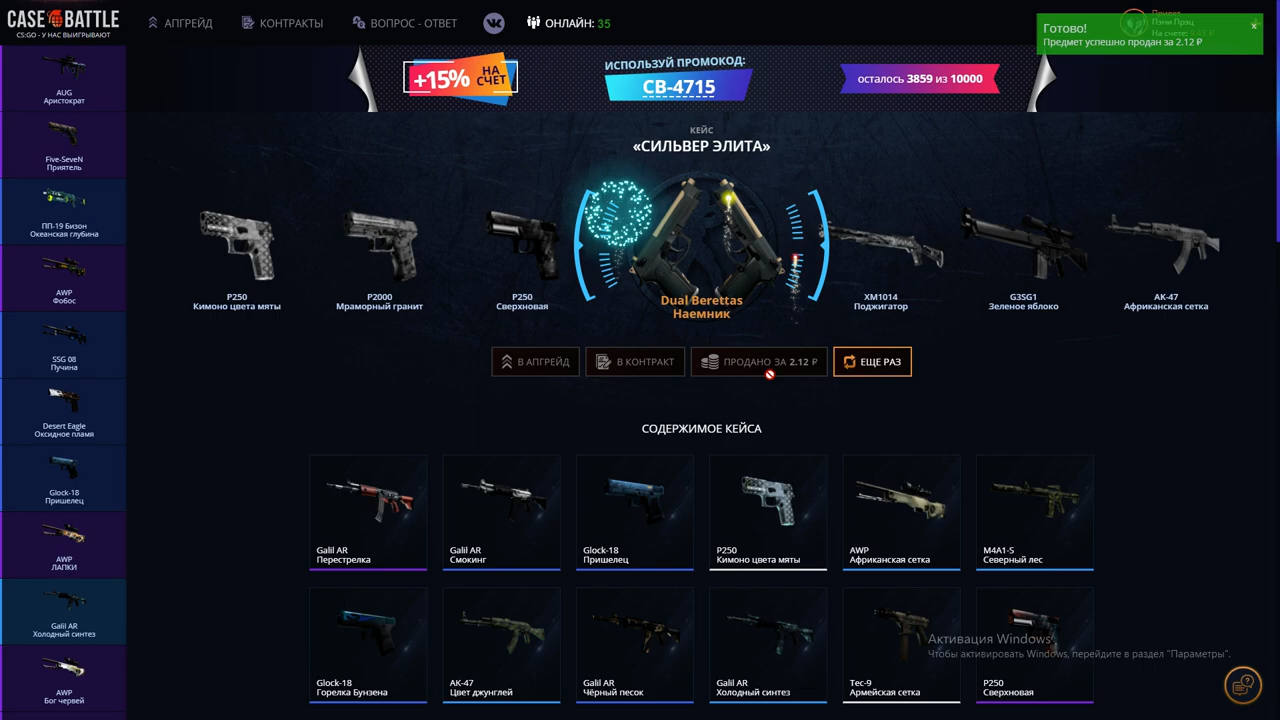 CASE BATTLE
CS:GO - У НАС ВЫИГРЫВАЮТ
АПГРЕЙД
КОНТРАКТЫ
ВОПРОС - ОТВЕТ
ОНЛАЙН: 35
Готово!
Предмет успешно продан за 2.12 ₽
x
+15% НА СЧЕТ
ИСПОЛЬЗУЙ ПРОМОКОД:
CB-4715
осталось 3859 из 10000
КЕЙС
«СИЛЬВЕР ЭЛИТА»
AUG
Аристократ
Five-SeveN
Приятель
ПП-19 Бизон
Океанская глубина
AWP
Фобос
SSG 08
Пучина
Desert Eagle
Оксидное пламя
Glock-18
Пришелец
AWP
ЛАПКИ
Galil AR
Холодный синтез
AWP
Бог червей
P250
Кимоно цвета мяты
P2000
Мраморный гранит
P250
Сверхновая
Dual Berettas
Наемник
XM1014
Поджигатор
G3SG1
Зеленое яблоко
AK-47
Африканская сетка
В АПГРЕЙД
В КОНТРАКТ
ПРОДАНО ЗА 2.12 ₽
ЕЩЕ РАЗ
СОДЕРЖИМОЕ КЕЙСА
Galil AR
Перестрелка
Galil AR
Смокинг
Glock-18
Пришелец
P250
Кимоно цвета мяты
AWP
Африканская сетка
M4A1-S
Северный лес
Glock-18
Горелка Бунзена
AK-47
Цвет джунглей
Galil AR
Чёрный песок
Galil AR
Холодный синтез
Tec-9
Армейская сетка
P250
Сверхновая
Активация Windows
Чтобы активировать Windows, перейдите в раздел "Параметры".